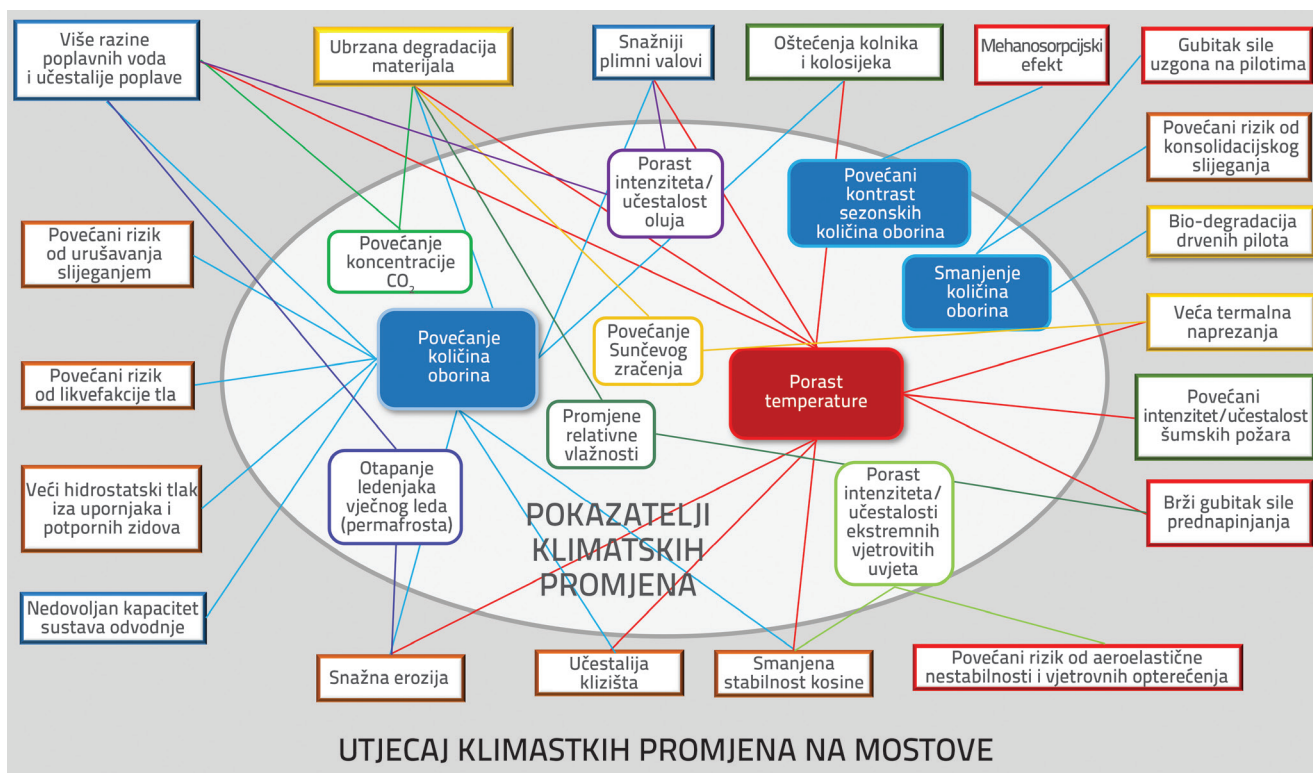 Više razine
poplavnih voda
i učestalije poplave
Ubrzana degradacija
materijala
Snažniji
plimni valovi
Oštećenja kolnika
i kolosijeka
Mehanosorpcijski
efekt
Gubitak sile
uzgona na pilotima
Povećani rizik od
konsolidacijskog
slijeganja
Porast
intenziteta/
učestalost
oluja
Povećani
kontrast
sezonskih
količina oborina
Bio-degradacija
drvenih pilota
Povećani rizik
od urušavanja
slijeganjem
Povećanje
koncentracije
CO₂
Smanjenje
količina
oborina
Veća termalna
naprezanja
Povećanje
količina
oborina
Povećanje
Sunčevog
zračenja
Porast
temperature
Povećani rizik
od likvefakcije tla
Promjene
relativne
vlažnosti
Povećani
intenzitet/učestalost
šumskih požara
Veći hidrostatski tlak
iza upornjaka i
potpornih zidova
Otapanje
ledenjaka
vječnog leda
(permafrosta)
Porast
intenziteta/
učestalosti
ekstremnih
vjetrovitih
uvjeta
Brži gubitak sile
prednapinjanja
POKAZATELJI
KLIMATSKIH
PROMJENA
Nedovoljan kapacitet
sustava odvodnje
Snažna erozija
Učestalija
klizišta
Smanjena
stabilnost kosine
Povećani rizik od aeroelastične
nestabilnosti i vjetrovnih opterećenja
UTJECAJ KLIMASTKIH PROMJENA NA MOSTOVE